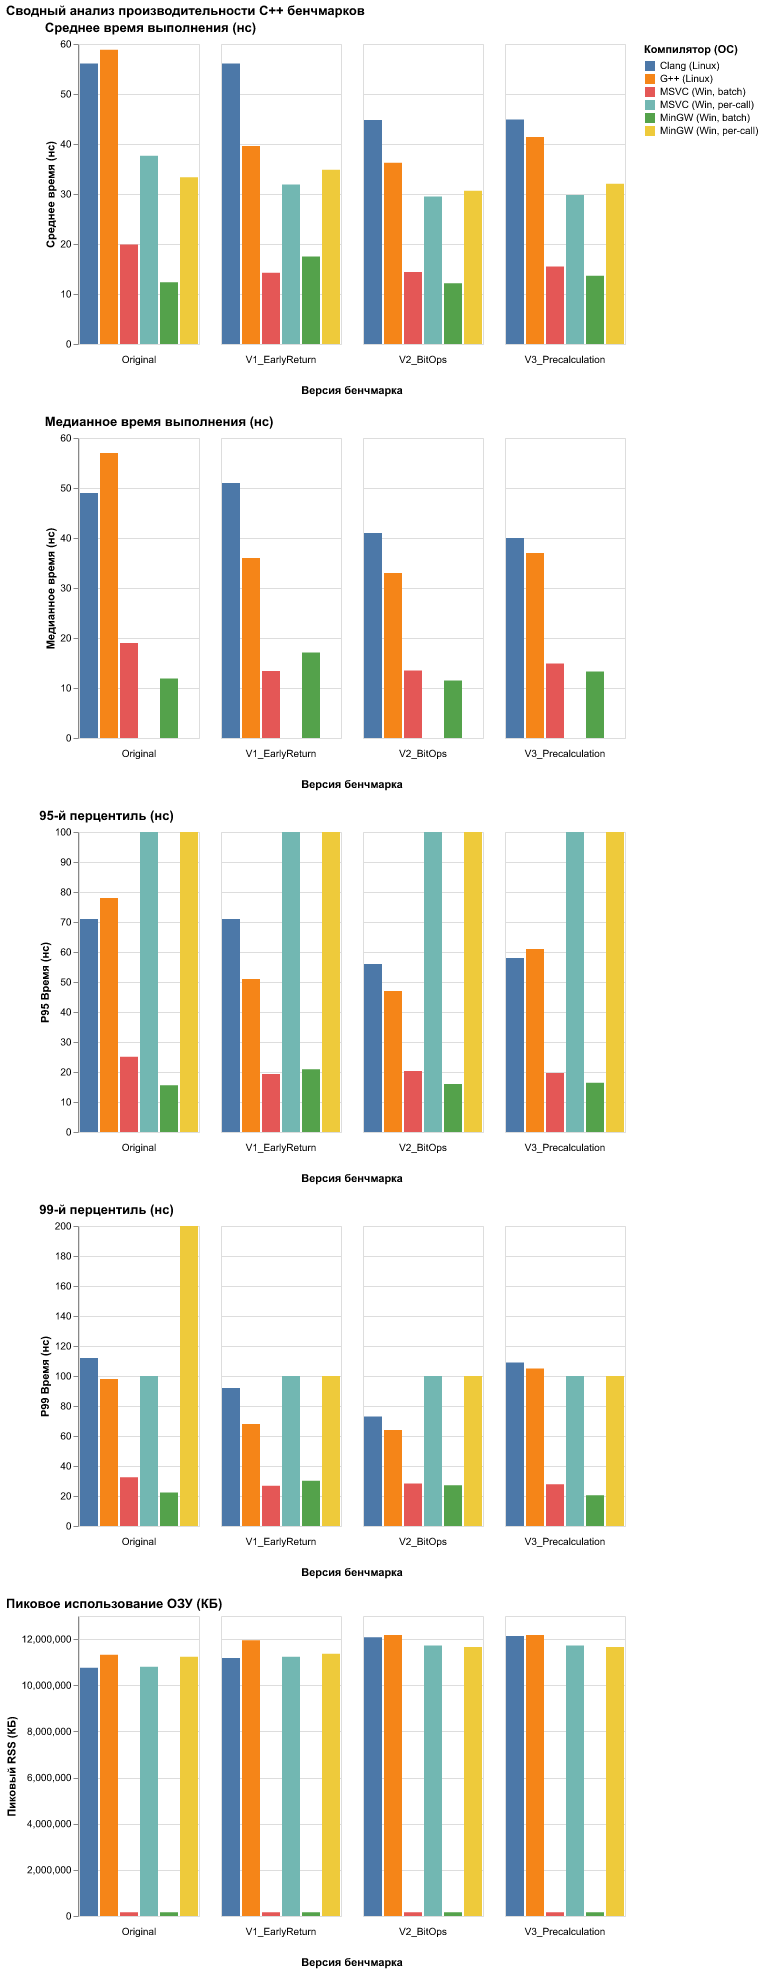 Сводный анализ производительности C++ бенчмарков
Среднее время выполнения (нс)
Компилятор (ОС)
Clang (Linux)
G++ (Linux)
MSVC (Win, batch)
MSVC (Win, per-call)
MinGW (Win, batch)
MinGW (Win, per-call)
60
50
40
30
20
10
0
Среднее время (нс)
Original
V1_EarlyReturn
V2_BitOps
V3_Precalculation
Версия бенчмарка
Медианное время выполнения (нс)
60
50
40
30
20
10
0
Медианное время (нс)
Original
V1_EarlyReturn
V2_BitOps
V3_Precalculation
Версия бенчмарка
95-й перцентиль (нс)
100
90
80
70
60
50
40
30
20
10
0
P95 Время (нс)
Original
V1_EarlyReturn
V2_BitOps
V3_Precalculation
Версия бенчмарка
99-й перцентиль (нс)
200
180
160
140
120
100
80
60
40
20
0
P99 Время (нс)
Original
V1_EarlyReturn
V2_BitOps
V3_Precalculation
Версия бенчмарка
Пиковое использование ОЗУ (КБ)
12,000,000
10,000,000
8,000,000
6,000,000
4,000,000
2,000,000
0
Пиковый RSS (КБ)
Original
V1_EarlyReturn
V2_BitOps
V3_Precalculation
Версия бенчмарка